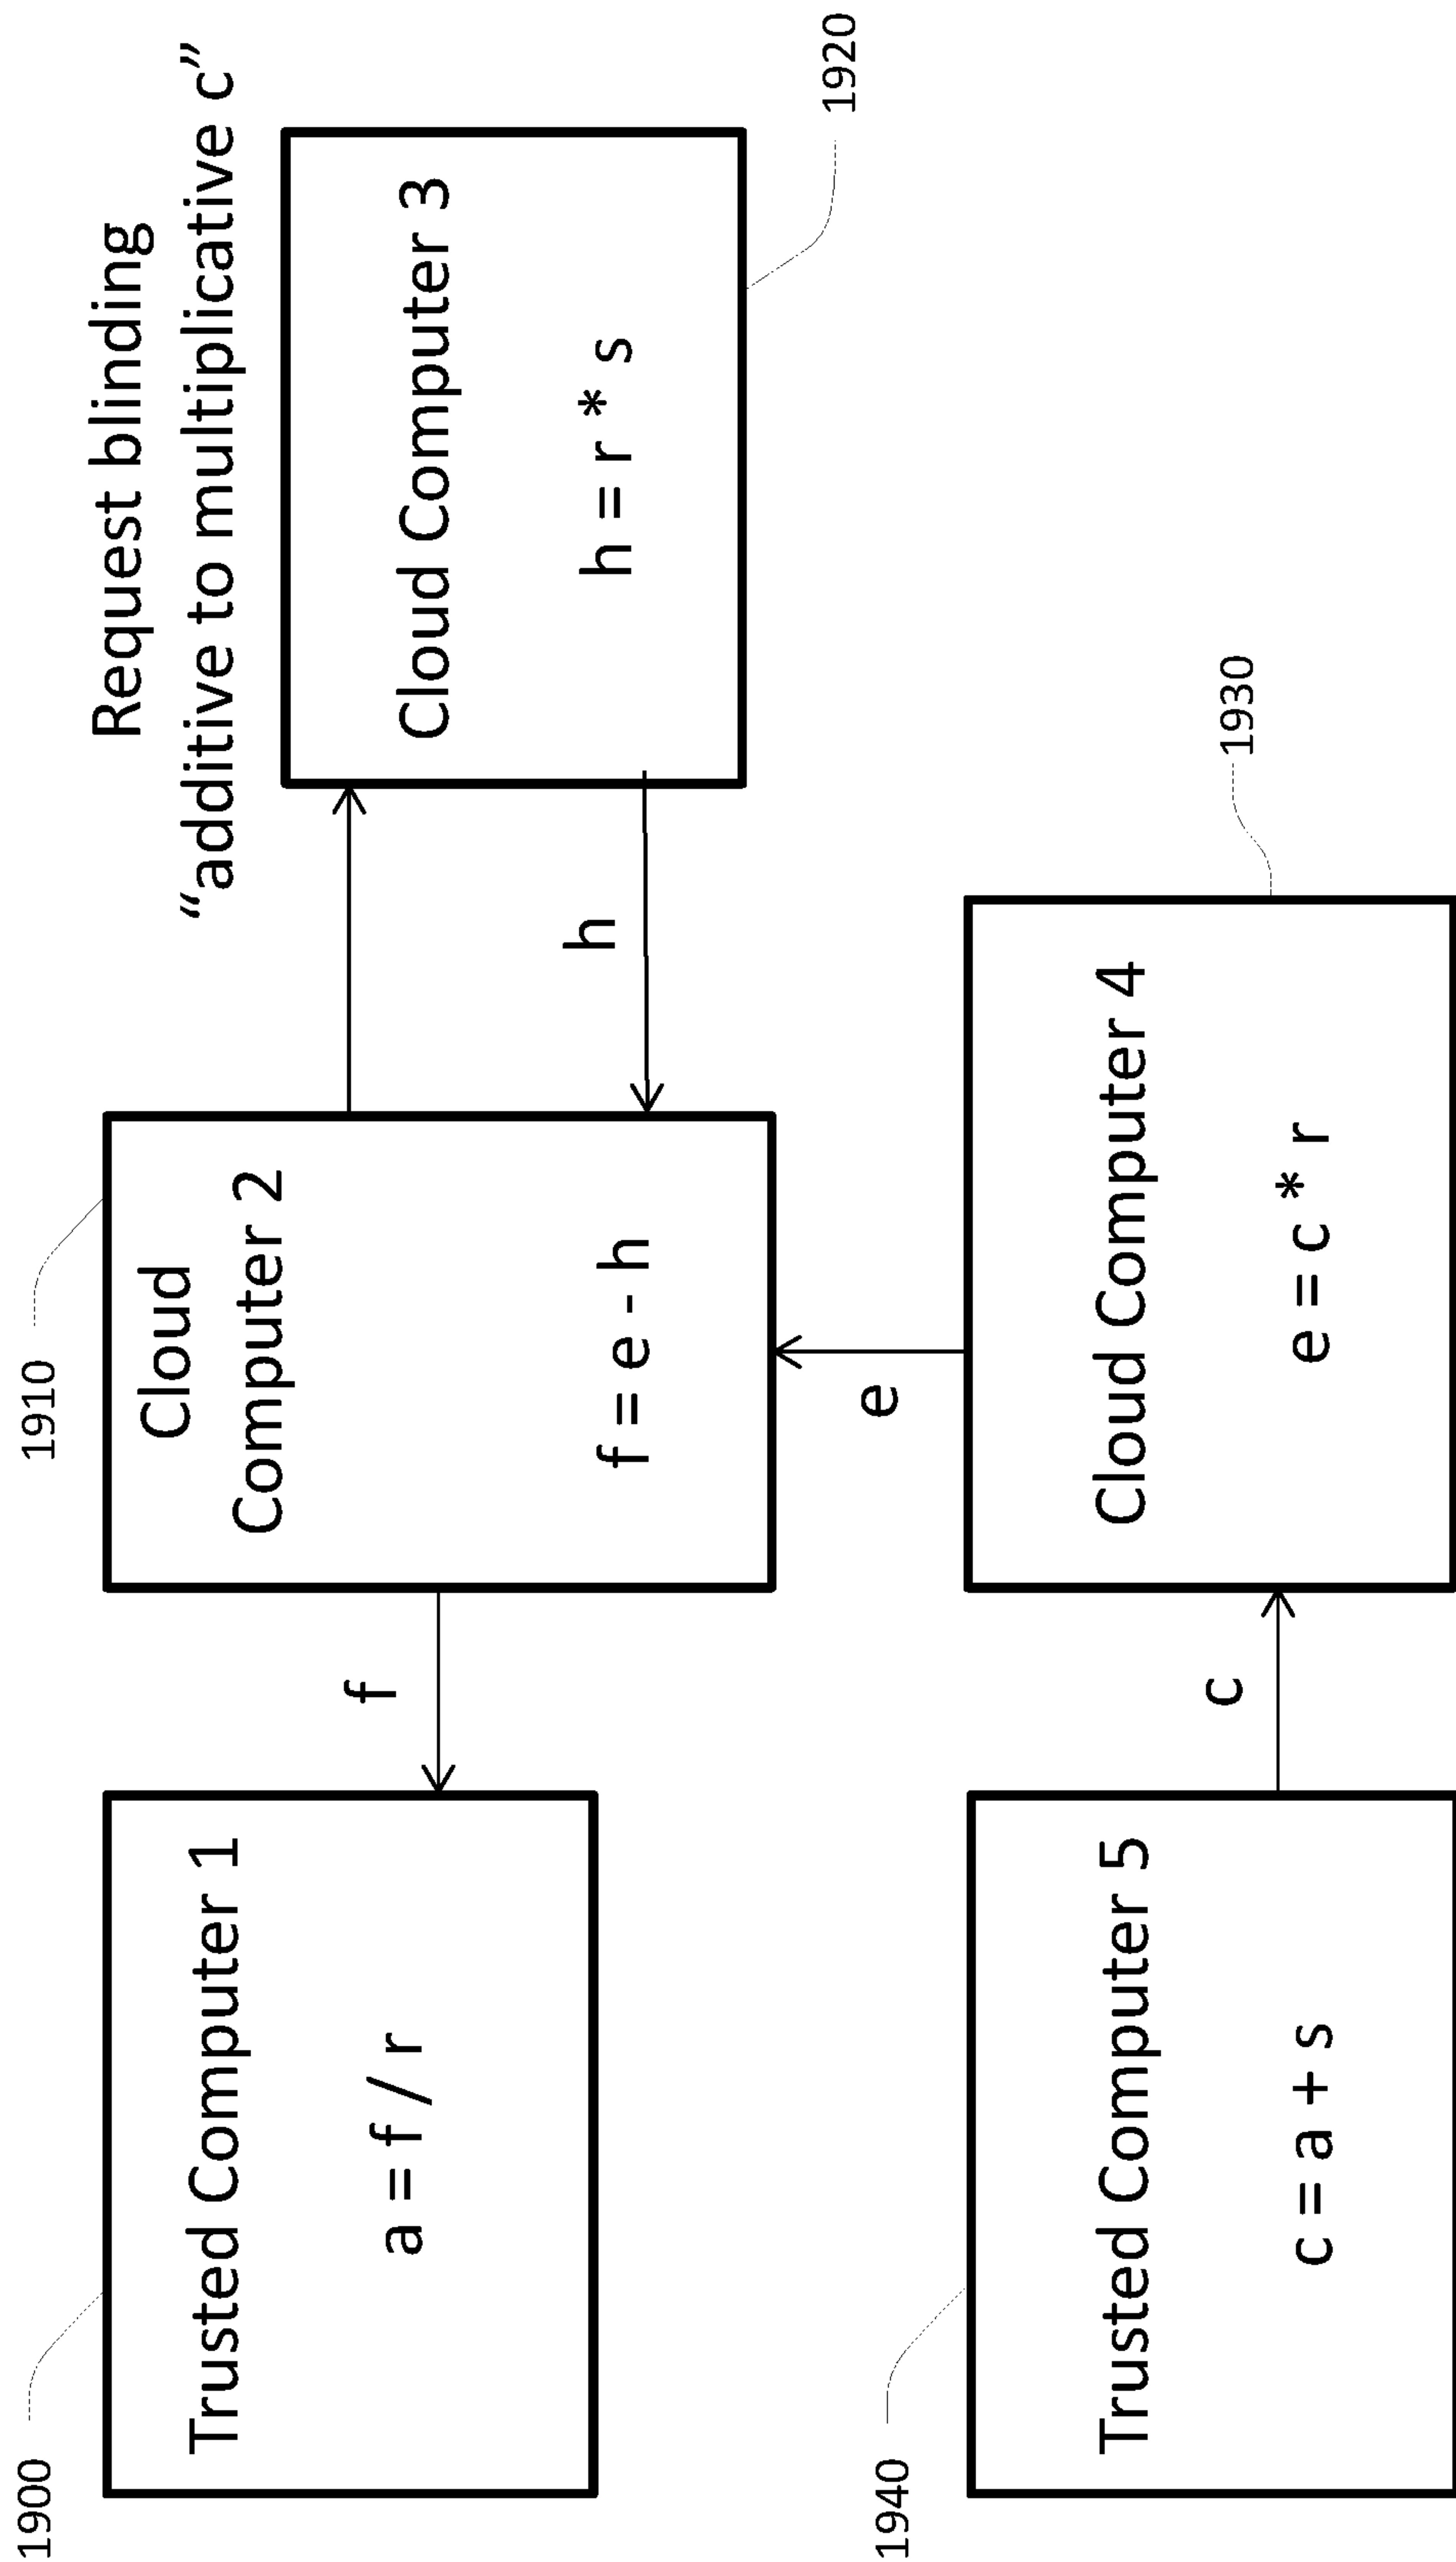 Request blinding
“additive to multiplicative c”
1900
Trusted Computer 1
a = f / r
f
1910
Cloud
Computer 2
f = e - h
h
Cloud Computer 3
h = r * s
1920
1940
Trusted Computer 5
c = a + s
c
e
Cloud Computer 4
e = c * r
1930